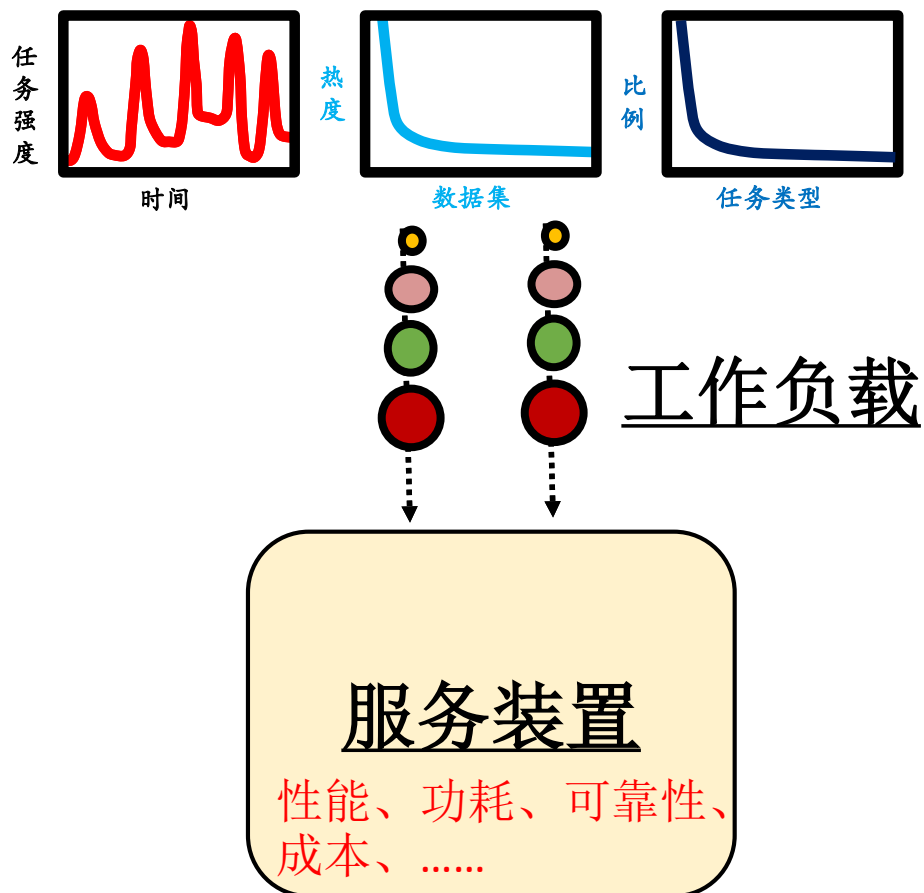 任务强度
时间
热度
数据集
比例
任务类型
工作负载
服务装置
性能、功耗、可靠性、
成本、……